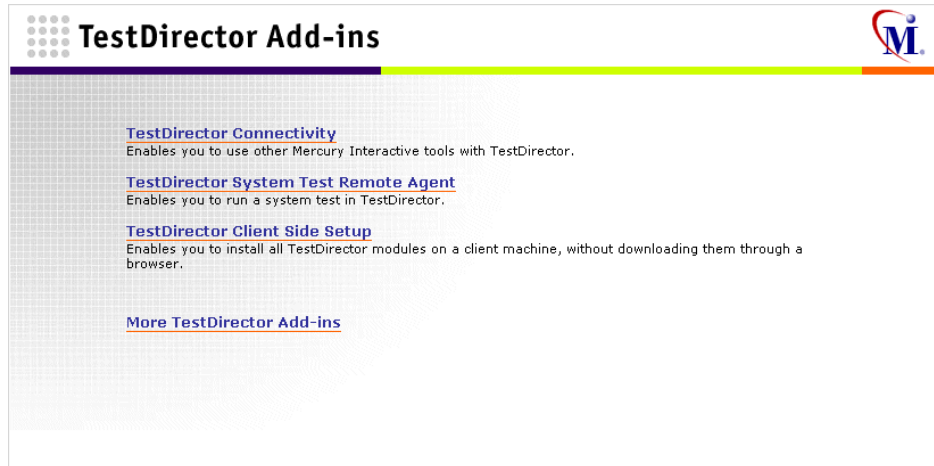 TestDirector Add-ins
M.
TestDirector Connectivity
Enables you to use other Mercury Interactive tools with TestDirector.
TestDirector System Test Remote Agent
Enables you to run a system test in TestDirector.
TestDirector Client Side Setup
Enables you to install all TestDirector modules on a client machine, without downloading them through a
browser.
More TestDirector Add-ins